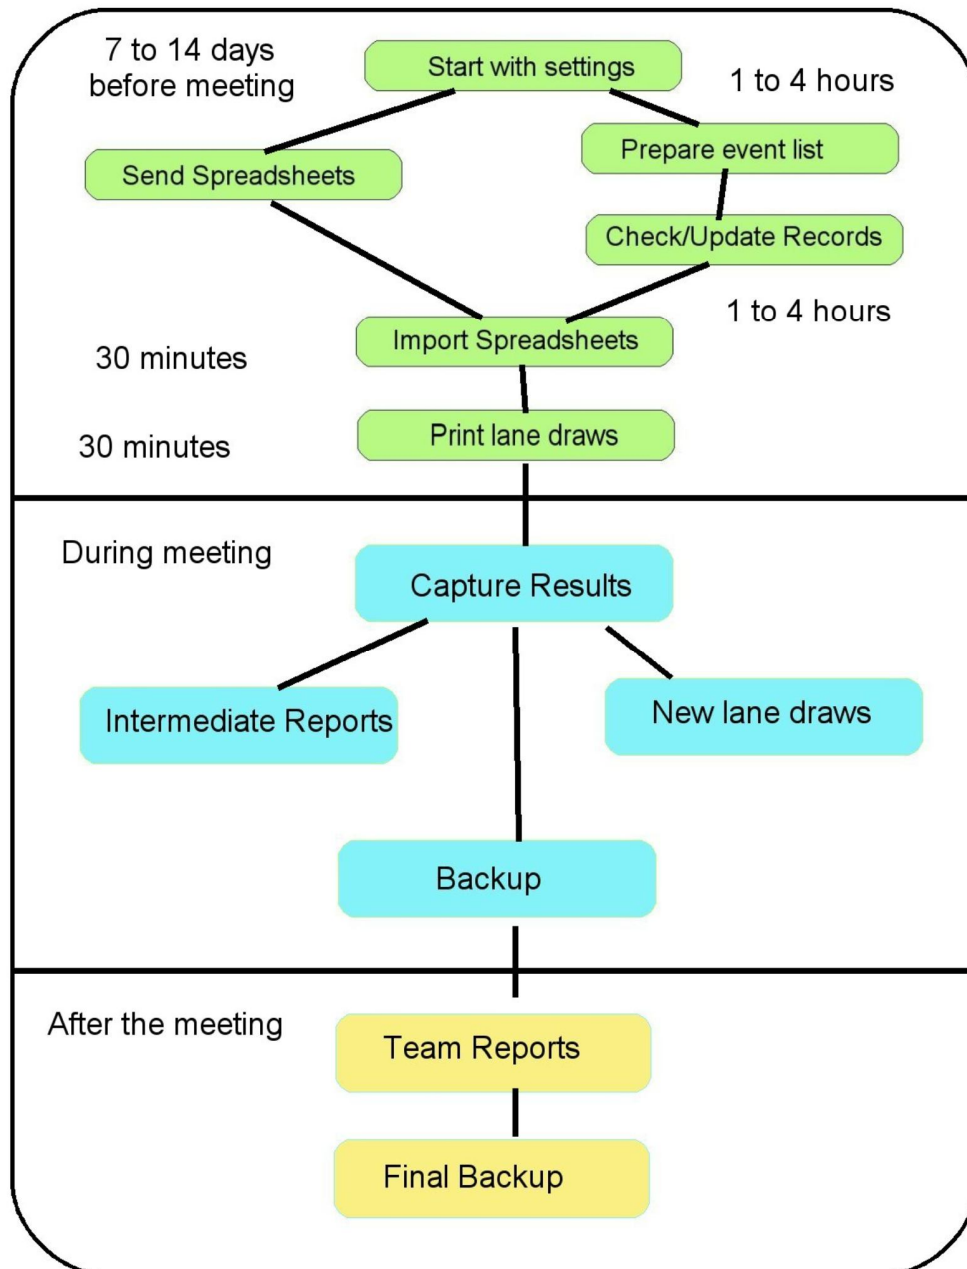 7 to 14 days
before meeting
Start with settings
1 to 4 hours
Prepare event list
Send Spreadsheets
Check/Update Records
1 to 4 hours
Import Spreadsheets
30 minutes
Print lane draws
30 minutes
During meeting
Capture Results
Intermediate Reports
New lane draws
Backup
After the meeting
Team Reports
Final Backup